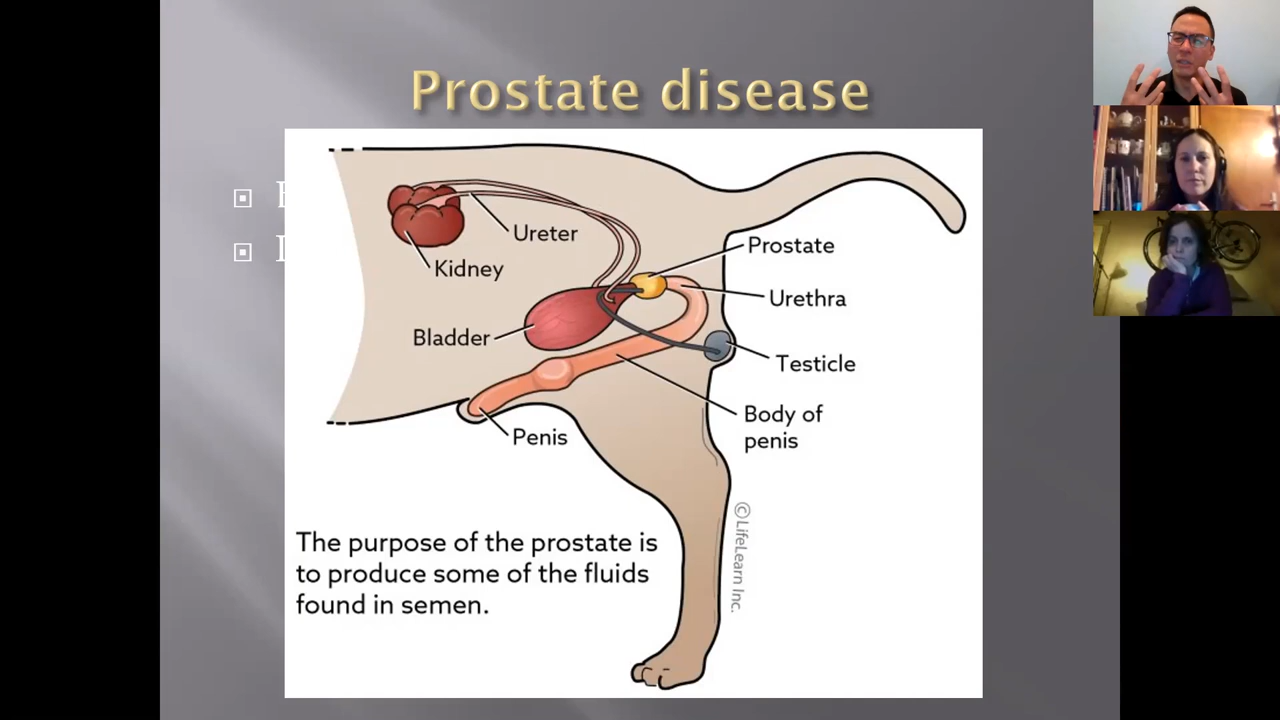 Prostate disease
Ureter
Kidney
Prostate
Urethra
Bladder
Testicle
Body of
penis
Penis
The purpose of the prostate is
to produce some of the fluids
found in semen.
©LifeLearn Inc.